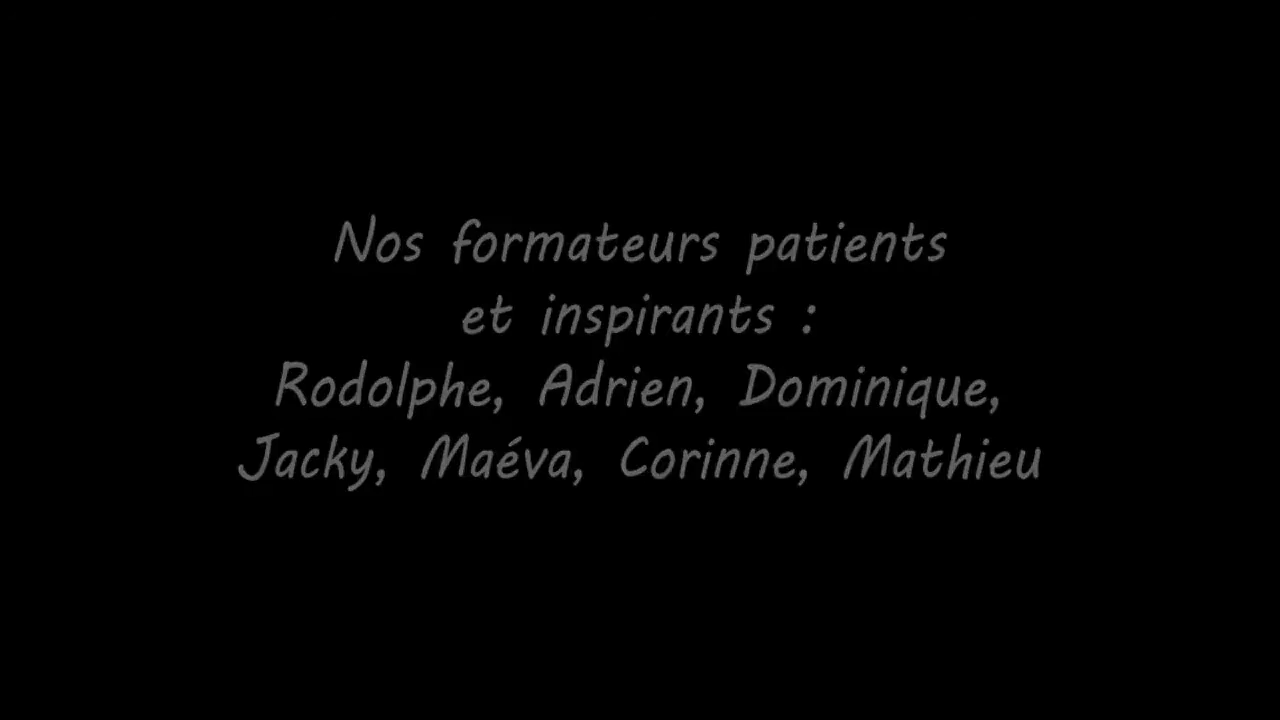 Nos formateurs patients
et inspirants :
Rodolphe, Adrien, Dominique,
Jacky, Maéva, Corinne, Mathieu